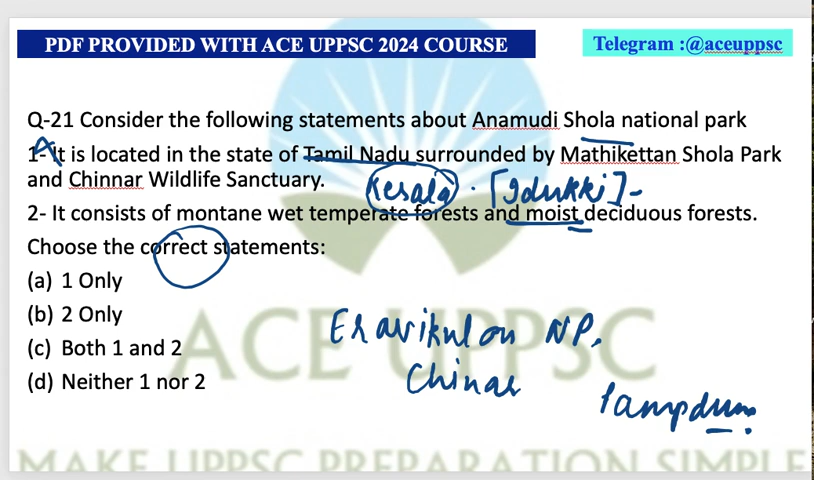 PDF PROVIDED WITH ACE UPPSC 2024 COURSE
Telegram :@aceuppsc
Q-21 Consider the following statements about Anamudi Shola national park
1- It is located in the state of Tamil Nadu surrounded by Mathikettan Shola Park
and Chinnar Wildlife Sanctuary.
Kerala . [Idukki]-
2- It consists of montane wet temperate forests and moist deciduous forests.
Choose the correct statements:
(a) 1 Only
(b) 2 Only
(c) Both 1 and 2
(d) Neither 1 nor 2
NP,
Chinar
ACE UPPSC
MAKE UPPSC PREPARATION SIMPLE